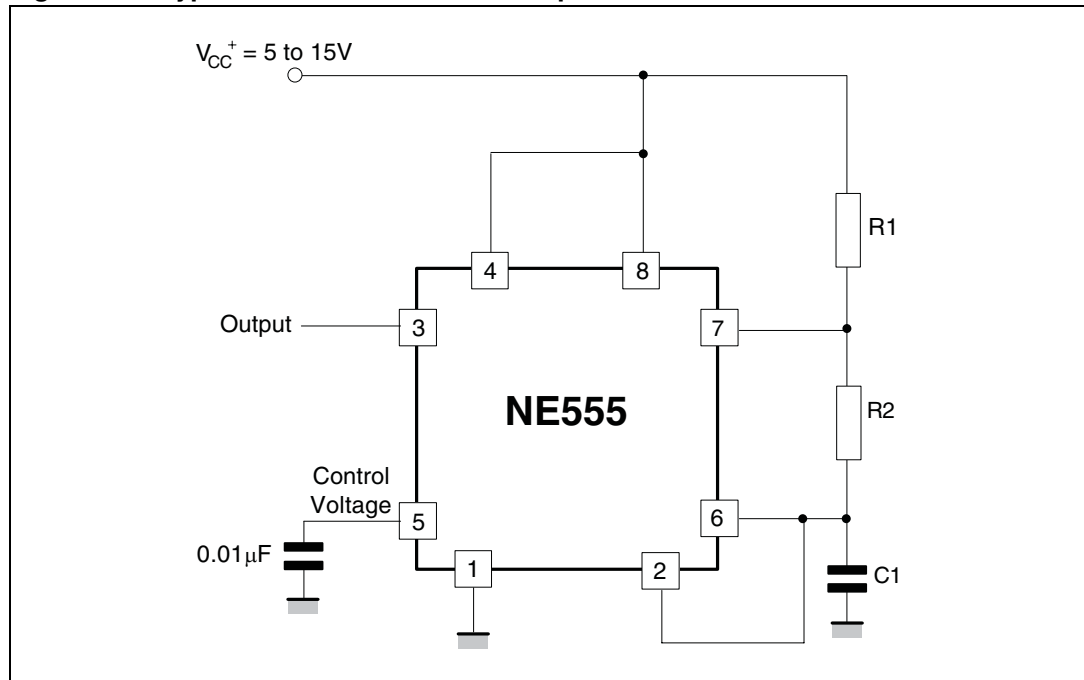 V_CC^+ = 5 to 15V
R1
4
8
Output
3
7
NE555
R2
Control
Voltage
5
6
0.01μF
1
2
C1